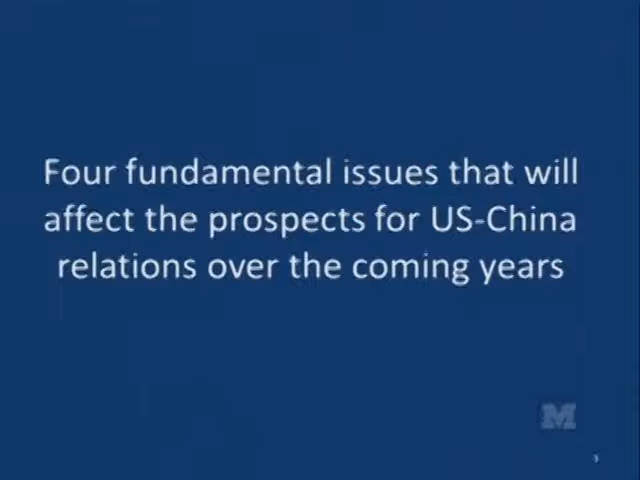 Four fundamental issues that will
affect the prospects for US-China
relations over the coming years
M